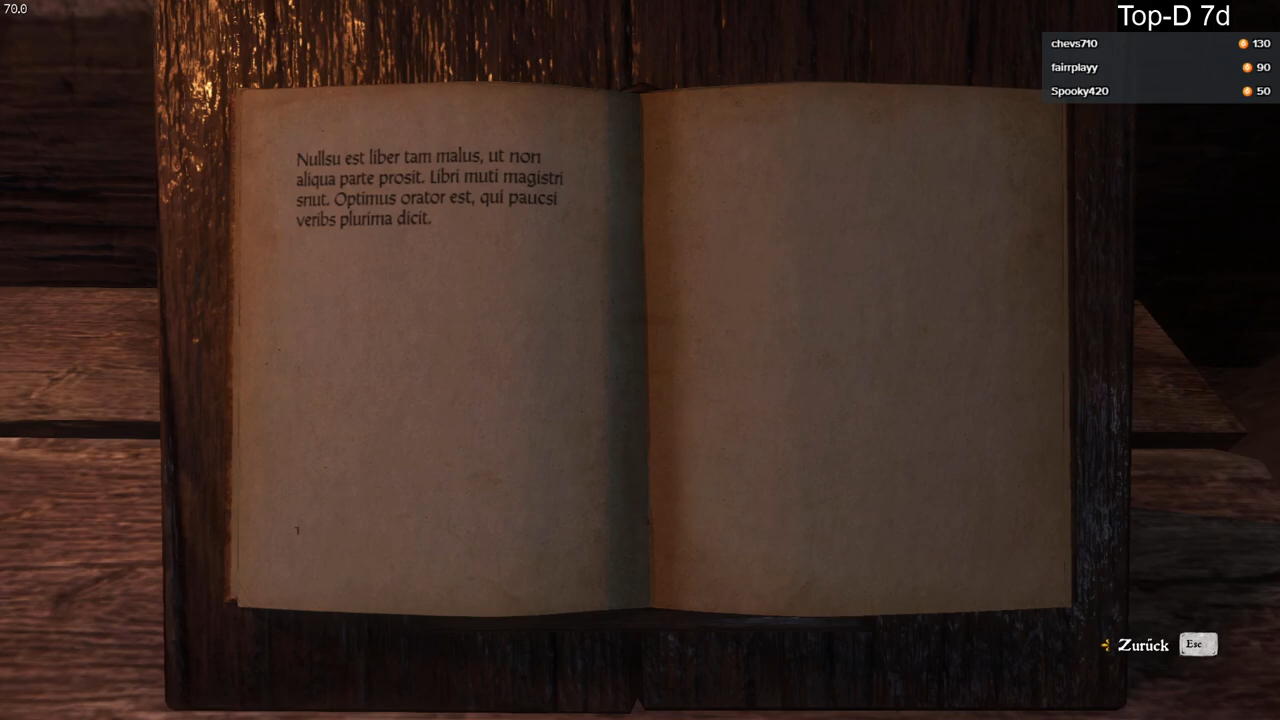 70.0
Top-D 7d
chevs710 130
fairrplayy 90
Spooky420 50
Nullsu est liber tam malus, ut non
aliqua parte prosit. Libri muti magistri
snut. Optimus orator est, qui paucsi
veribs plurima dicit.
1
Zurück Esc